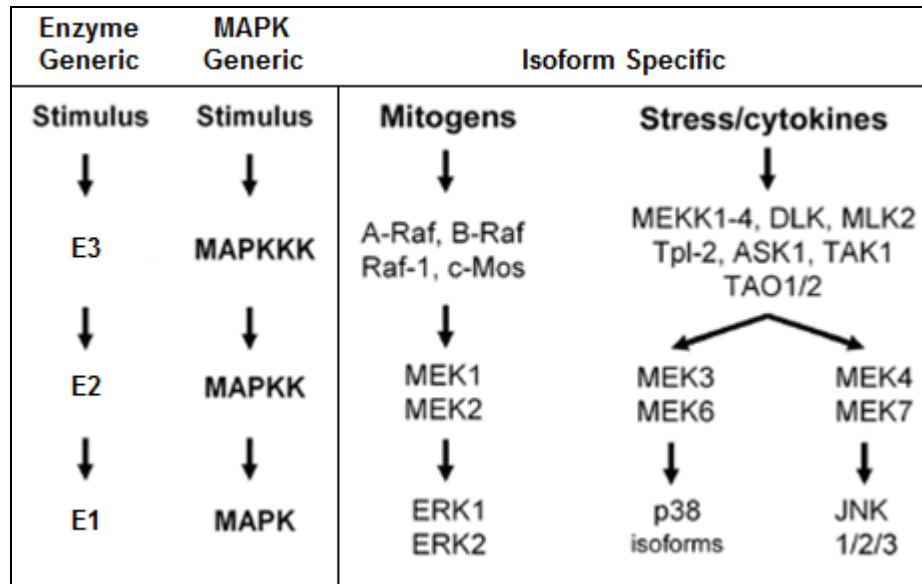 Enzyme Generic
MAPK Generic
Isoform Specific
Stimulus
Stimulus
Mitogens
Stress/cytokines
E3
MAPKKK
A-Raf, B-Raf
Raf-1, c-Mos
MEKK1-4, DLK, MLK2
Tpl-2, ASK1, TAK1
TAO1/2
E2
MAPKK
MEK1
MEK2
MEK3
MEK6
MEK4
MEK7
E1
MAPK
ERK1
ERK2
p38
isoforms
JNK
1/2/3